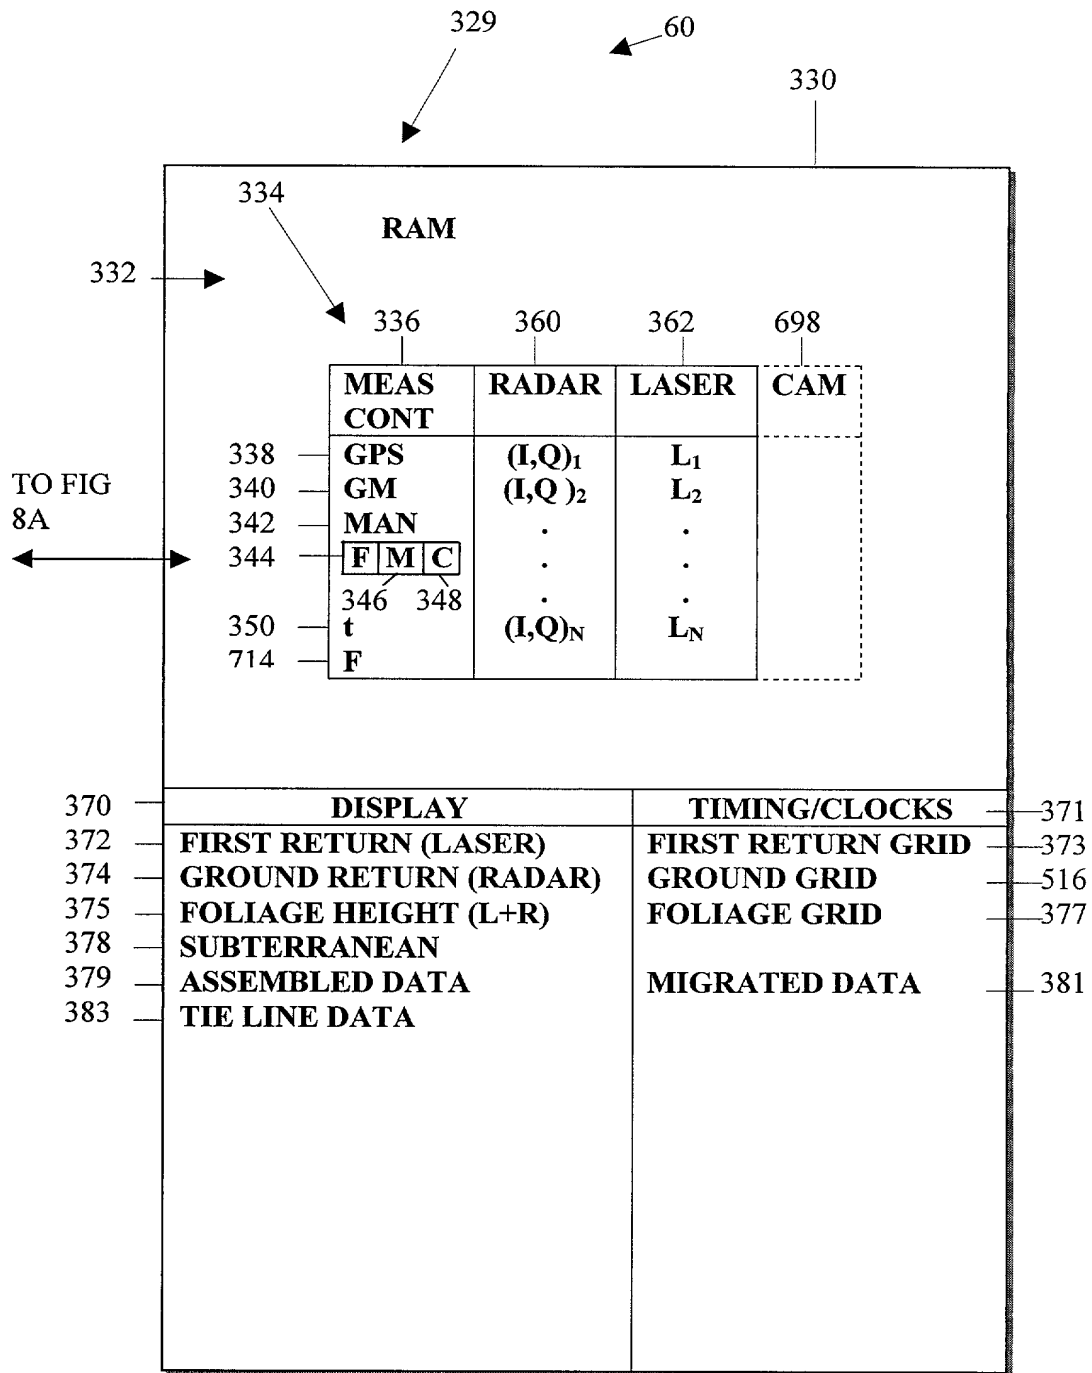 329
60
330
334
RAM
332
336 360 362 698
MEAS CONT RADAR LASER CAM
338 GPS (I,Q)₁ L₁
TO FIG 8A
340 GM (I,Q )₂ L₂
342 MAN . .
344 F M C . .
346 348 . .
350 t (I,Q)N LN
714 F
370 DISPLAY TIMING/CLOCKS 371
372 FIRST RETURN (LASER) FIRST RETURN GRID 373
374 GROUND RETURN (RADAR) GROUND GRID 516
375 FOLIAGE HEIGHT (L+R) FOLIAGE GRID 377
378 SUBTERRANEAN
379 ASSEMBLED DATA MIGRATED DATA 381
383 TIE LINE DATA